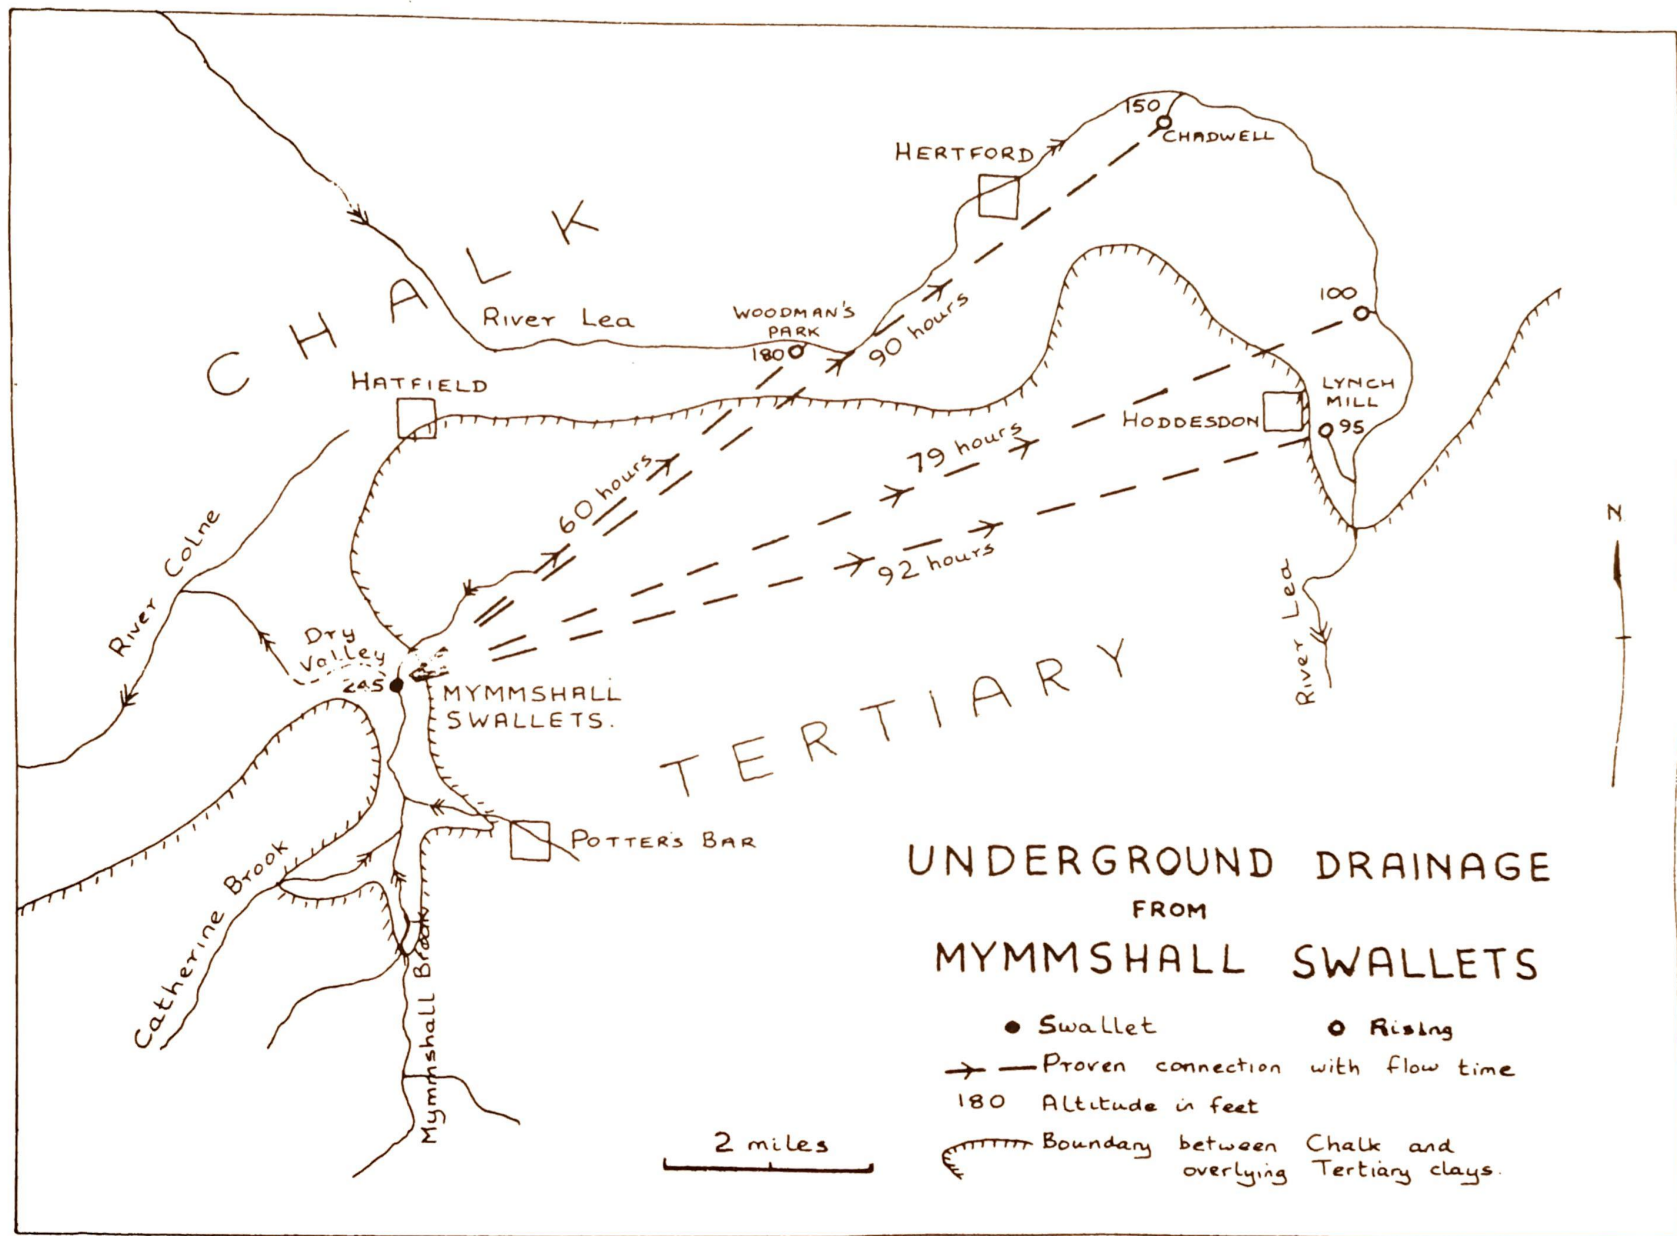 150
CHADWELL
HERTFORD
CHALK
River Lea
WOODMAN'S
PARK
180
90 hours
100
HATFIELD
LYNCH
MILL
95
HODDESDON
79 hours
60 hours
92 hours
N
River Colne
Dry
Valley
MYMMSHALL
SWALLETS.
River Lea
TERTIARY
POTTER'S BAR
Catherine Brook
Mymmshall Brook
UNDERGROUND DRAINAGE
FROM
MYMMSHALL SWALLETS
Swallet
Rising
Proven connection with flow time
180 Altitude in feet
Boundary between Chalk and
overlying Tertiary clays.
2 miles